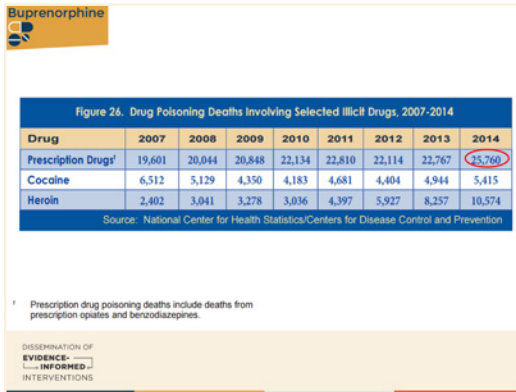 Buprenorphine
Figure 26. Drug Poisoning Deaths Involving Selected Illicit Drugs, 2007-2014
Drug 2007 2008 2009 2010 2011 2012 2013 2014
Prescription Drugs¹ 19,601 20,044 20,848 22,134 22,810 22,114 22,767 25,760
Cocaine 6,512 5,129 4,350 4,183 4,681 4,404 4,944 5,415
Heroin 2,402 3,041 3,278 3,036 4,397 5,927 8,257 10,574
Source: National Center for Health Statistics/Centers for Disease Control and Prevention
¹ Prescription drug poisoning deaths include deaths from
prescription opiates and benzodiazepines.
DISSEMINATION OF
EVIDENCE-
INFORMED
INTERVENTIONS